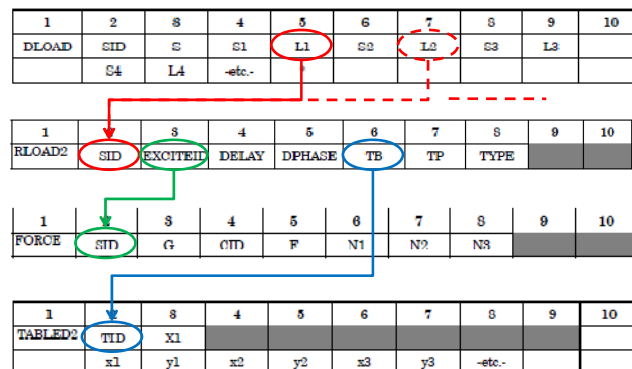 1 2 3 4 5 6 7 8 9 10
DLOAD SID S S1 L1 S2 L2 S3 L3
S4 L4 -etc.-
1 3 4 5 6 7 8 9 10
RLOAD2 SID EXCITEID DELAY DPHASE TB TP TYPE
1 3 4 5 6 7 8 9 10
FORCE SID G CID F N1 N2 N3
1 3 4 5 6 7 8 9 10
TABLED2 TID X1
x1 y1 x2 y2 x3 y3 -etc.-